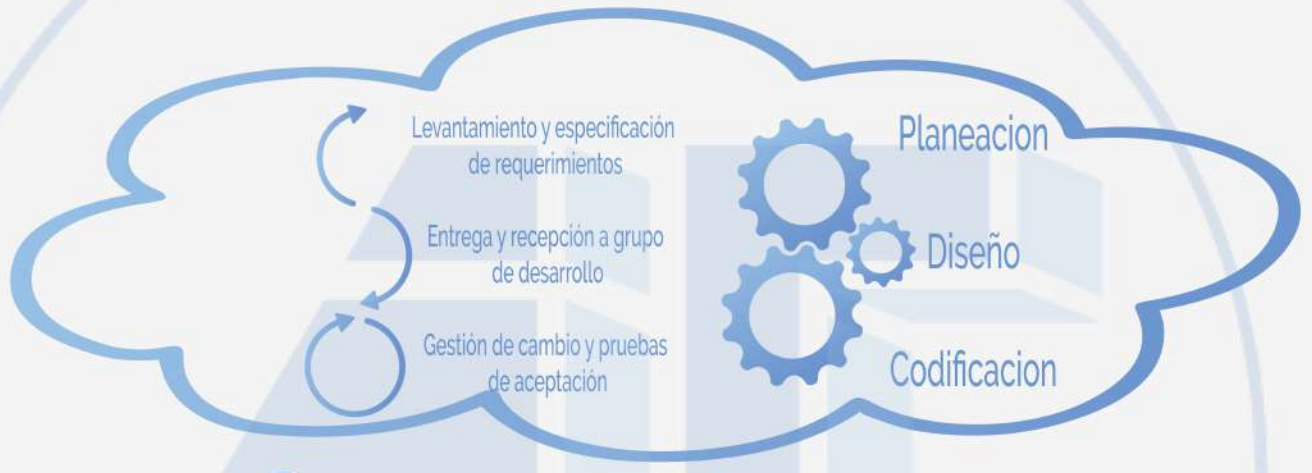 Levantamiento y especificación
de requerimientos
Entrega y recepción a grupo
de desarrollo
Gestión de cambio y pruebas
de aceptación
Planeacion
Diseño
Codificacion